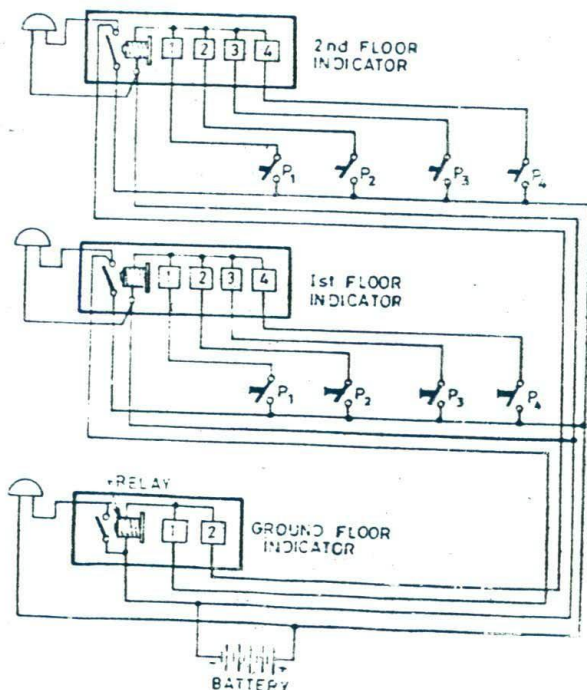 1 2 3 4
2nd FLOOR
INDICATOR
P1 P2 P3 P4
1 2 3 4
1st FLOOR
INDICATOR
P1 P2 P3 P4
+RELAY
1 2
GROUND FLOOR
INDICATOR
- +
BATTERY